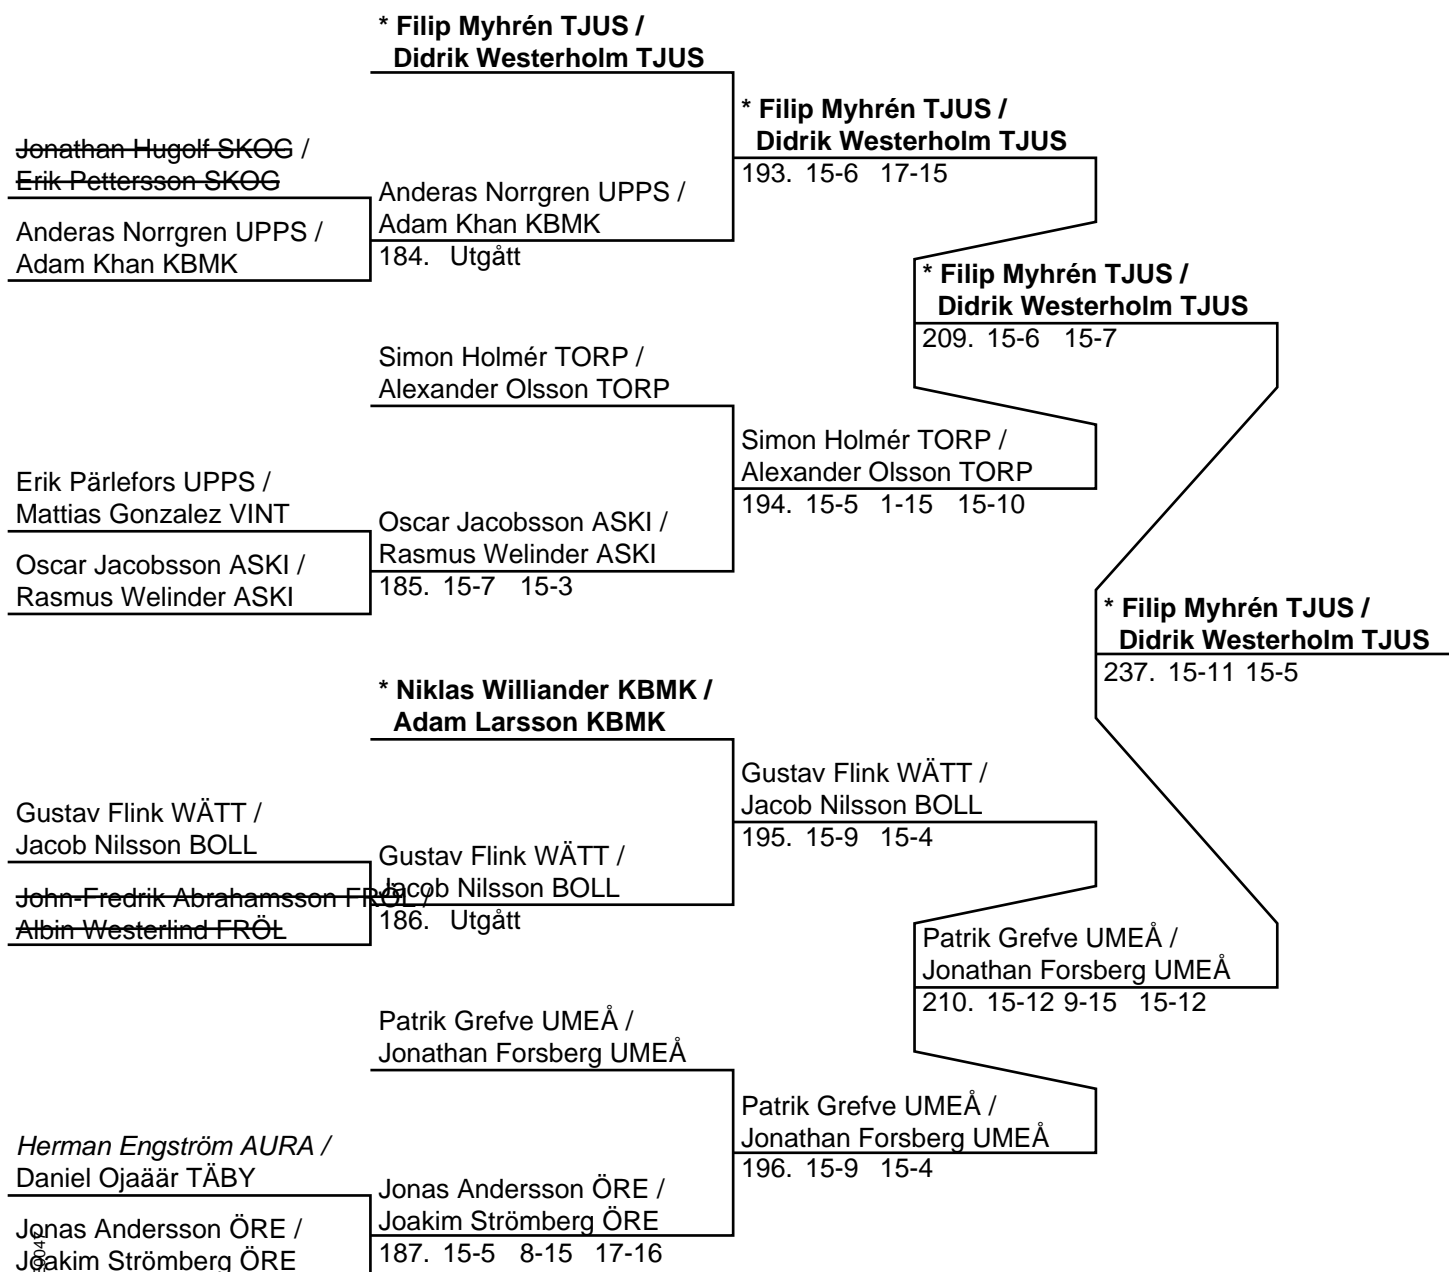 * Filip Myhrén TJUS /
Didrik Westerholm TJUS
* Filip Myhrén TJUS /
Didrik Westerholm TJUS
193. 15-6 17-15
Jonathan Hugolf SKOG /
Erik Pettersson SKOG
Anderas Norrgren UPPS /
Adam Khan KBMK
184. Utgått
Anderas Norrgren UPPS /
Adam Khan KBMK
* Filip Myhrén TJUS /
Didrik Westerholm TJUS
209. 15-6 15-7
Simon Holmér TORP /
Alexander Olsson TORP
Simon Holmér TORP /
Alexander Olsson TORP
194. 15-5 1-15 15-10
Erik Pärlefors UPPS /
Mattias Gonzalez VINT
Oscar Jacobsson ASKI /
Rasmus Welinder ASKI
185. 15-7 15-3
Oscar Jacobsson ASKI /
Rasmus Welinder ASKI
* Filip Myhrén TJUS /
Didrik Westerholm TJUS
237. 15-11 15-5
* Niklas Williander KBMK /
Adam Larsson KBMK
Gustav Flink WÄTT /
Jacob Nilsson BOLL
195. 15-9 15-4
Gustav Flink WÄTT /
Jacob Nilsson BOLL
Gustav Flink WÄTT /
Jacob Nilsson BOLL
186. Utgått
John-Fredrik Abrahamsson FRÖL /
Albin Westerlind FRÖL
Patrik Grefve UMEÅ /
Jonathan Forsberg UMEÅ
210. 15-12 9-15 15-12
Patrik Grefve UMEÅ /
Jonathan Forsberg UMEÅ
Patrik Grefve UMEÅ /
Jonathan Forsberg UMEÅ
196. 15-9 15-4
Herman Engström AURA /
Daniel Ojaäär TÄBY
Jonas Andersson ÖRE /
Joakim Strömberg ÖRE
187. 15-5 8-15 17-16
Jonas Andersson ÖRE /
Joakim Strömberg ÖRE